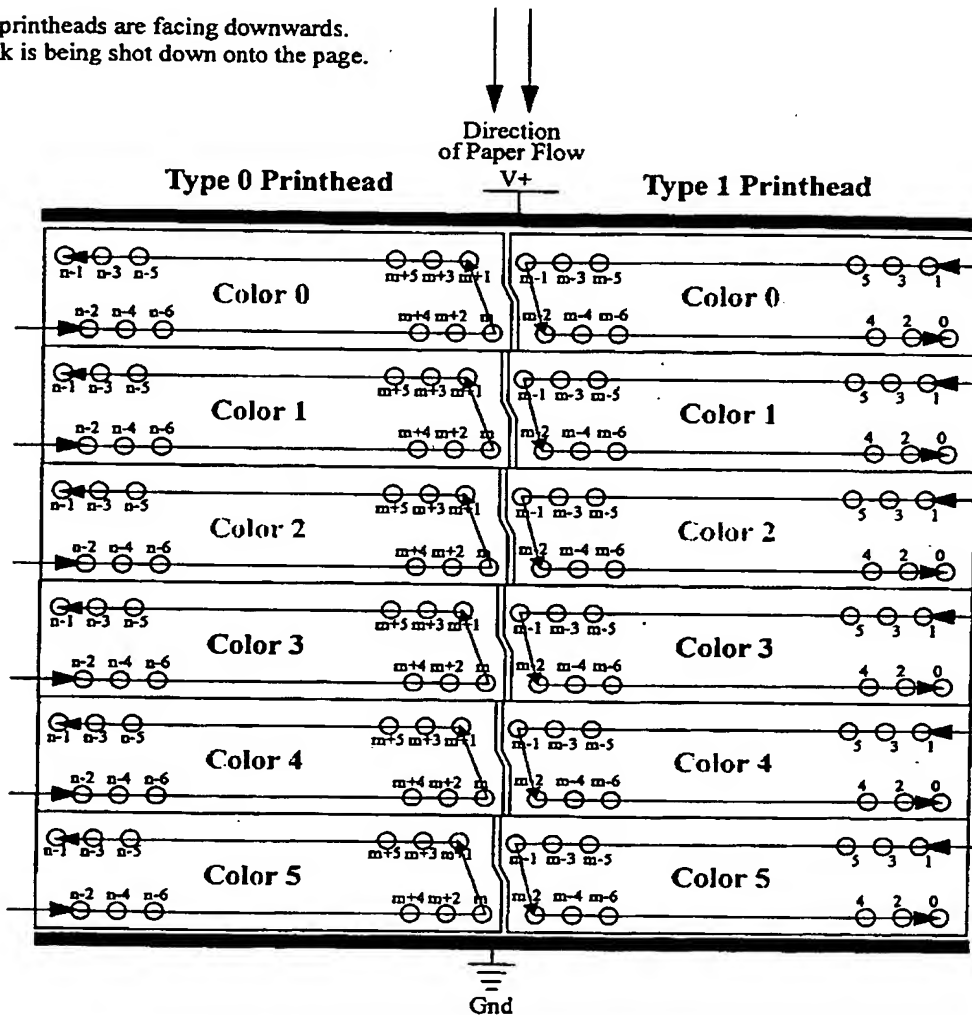 printheads are facing downwards.
k is being shot down onto the page.
Direction
of Paper Flow
Type 0 Printhead V+ Type 1 Printhead
n-1 n-3 n-5 m+5 m+3 m+1 m-1 m-3 m-5 5 3 1
Color 0 Color 0
n-2 n-4 n-6 m+4 m+2 m m-2 m-4 m-6 4 2 0
n-1 n-3 n-5 m+5 m+3 m+1 m-1 m-3 m-5 5 3 1
Color 1 Color 1
n-2 n-4 n-6 m+4 m+2 m m-2 m-4 m-6 4 2 0
n-1 n-3 n-5 m+5 m+3 m+1 m-1 m-3 m-5 5 3 1
Color 2 Color 2
n-2 n-4 n-6 m+4 m+2 m m-2 m-4 m-6 4 2 0
n-1 n-3 n-5 m+5 m+3 m+1 m-1 m-3 m-5 5 3 1
Color 3 Color 3
n-2 n-4 n-6 m+4 m+2 m m-2 m-4 m-6 4 2 0
n-1 n-3 n-5 m+5 m+3 m+1 m-1 m-3 m-5 5 3 1
Color 4 Color 4
n-2 n-4 n-6 m+4 m+2 m m-2 m-4 m-6 4 2 0
n-1 n-3 n-5 m+5 m+3 m+1 m-1 m-3 m-5 5 3 1
Color 5 Color 5
n-2 n-4 n-6 m+4 m+2 m m-2 m-4 m-6 4 2 0
Gnd